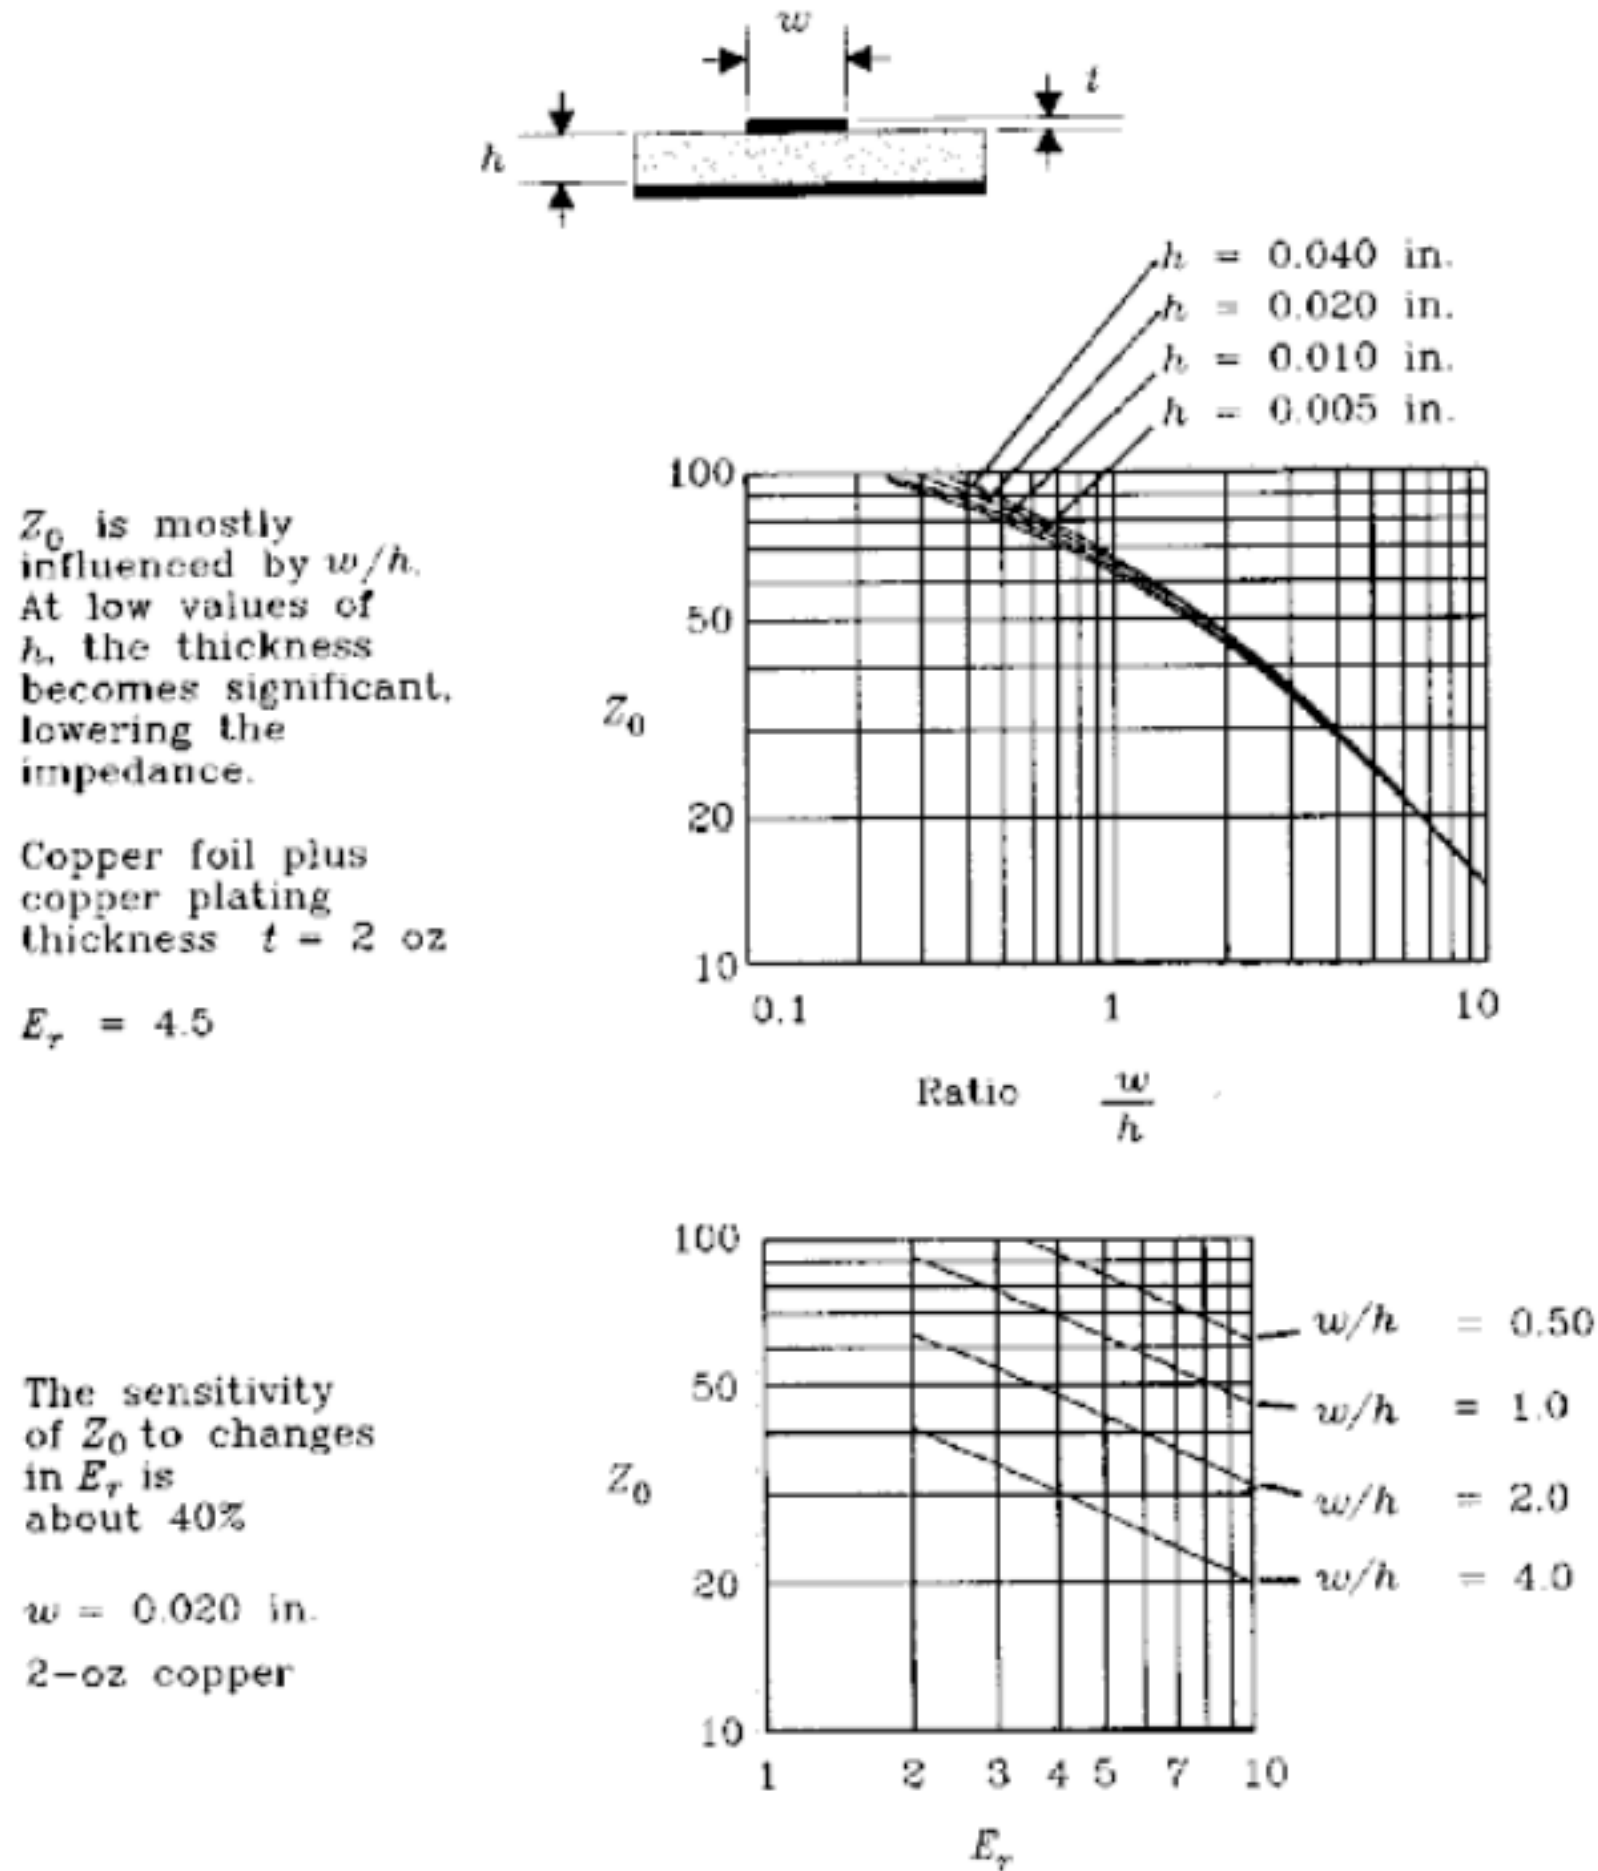 w
t
h
h = 0.040 in.
h = 0.020 in.
h = 0.010 in.
h = 0.005 in.
Z₀ is mostly
influenced by w/h.
At low values of
h, the thickness
becomes significant,
lowering the
impedance.
Copper foil plus
copper plating
thickness t = 2 oz
Eᵣ = 4.5
100
50
Z₀
20
10
0.1 1 10
Ratio w/h
The sensitivity
of Z₀ to changes
in Eᵣ is
about 40%
w = 0.020 in.
2-oz copper
100
50
Z₀
20
10
w/h = 0.50
w/h = 1.0
w/h = 2.0
w/h = 4.0
1 2 3 4 5 7 10
Eᵣ